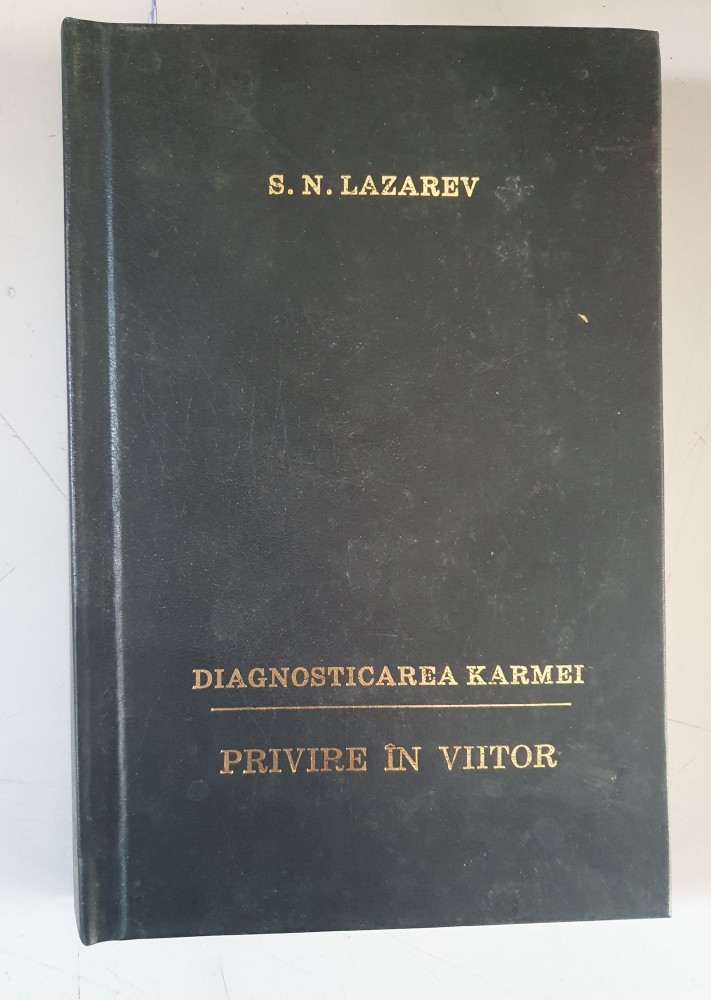 S. N. LAZAREV
DIAGNOSTICAREA KARMEI
PRIVIRE ÎN VIITOR